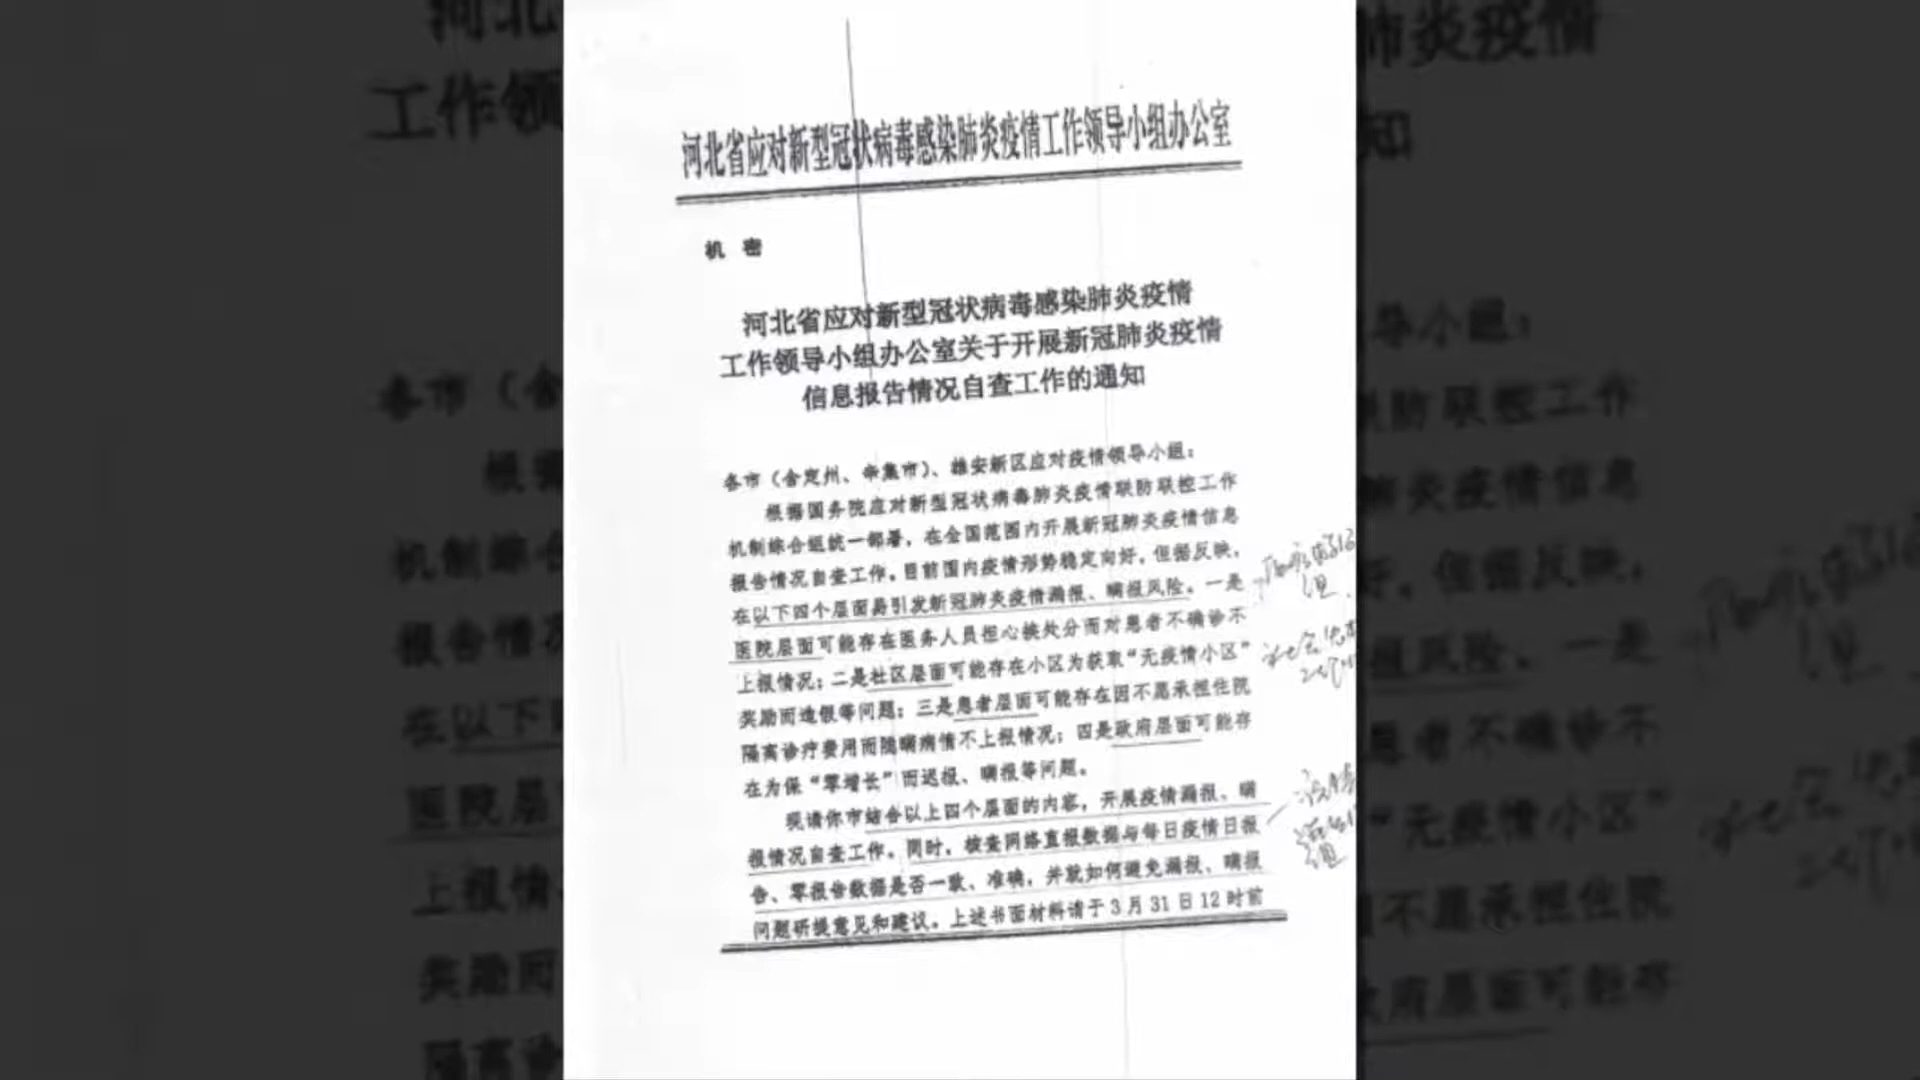 河北省应对新型冠状病毒感染肺炎疫情工作领导小组办公室
机 密
河北省应对新型冠状病毒感染肺炎疫情
工作领导小组办公室关于开展新冠肺炎疫情
信息报告情况自查工作的通知
各市（含定州、辛集市）、雄安新区应对疫情领导小组：
根据国务院应对新型冠状病毒肺炎疫情联防联控工作
机制综合组统一部署，在全国范围内开展新冠肺炎疫情信息
报告情况自查工作。目前国内疫情形势稳定向好，但据反映，
在以下四个层面易引发新冠肺炎疫情漏报、瞒报风险。一是
医院层面可能存在医务人员担心挨处分而对患者不确诊不
上报情况；二是社区层面可能存在小区为获取“无疫情小区”
奖励而造假等问题；三是患者层面可能存在因不愿承担住院
隔离诊疗费用而隐瞒病情不上报情况；四是政府层面可能存
在为保“零增长”而迟报、瞒报等问题。
现请你市结合以上四个层面的内容，开展疫情漏报、瞒
报情况自查工作。同时，核查网络直报数据与每日疫情日报
告、零报告数据是否一致、准确，并就如何避免漏报、瞒报
问题研提意见和建议。上述书面材料请于3月31日12时前